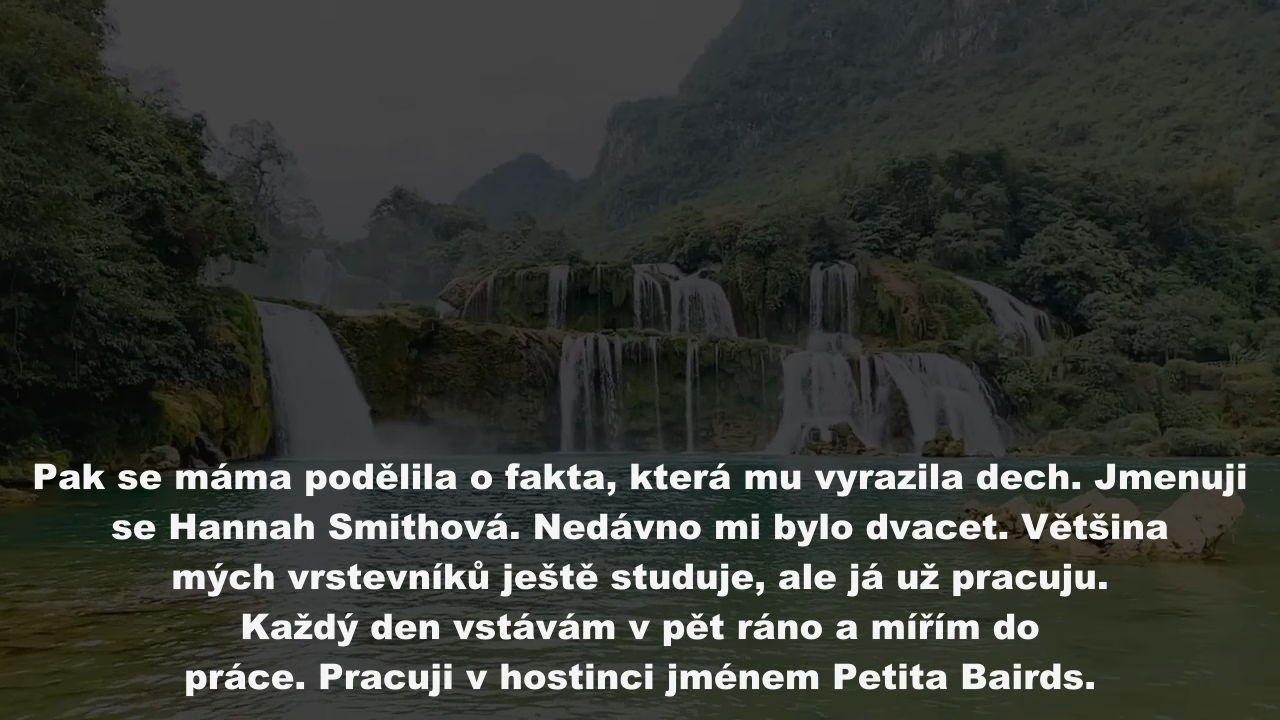 Pak se máma podělila o fakta, která mu vyrazila dech. Jmenuji
se Hannah Smithová. Nedávno mi bylo dvacet. Většina
mých vrstevníků ještě studuje, ale já už pracuju.
Každý den vstávám v pět ráno a mířím do
práce. Pracuji v hostinci jménem Petita Bairds.